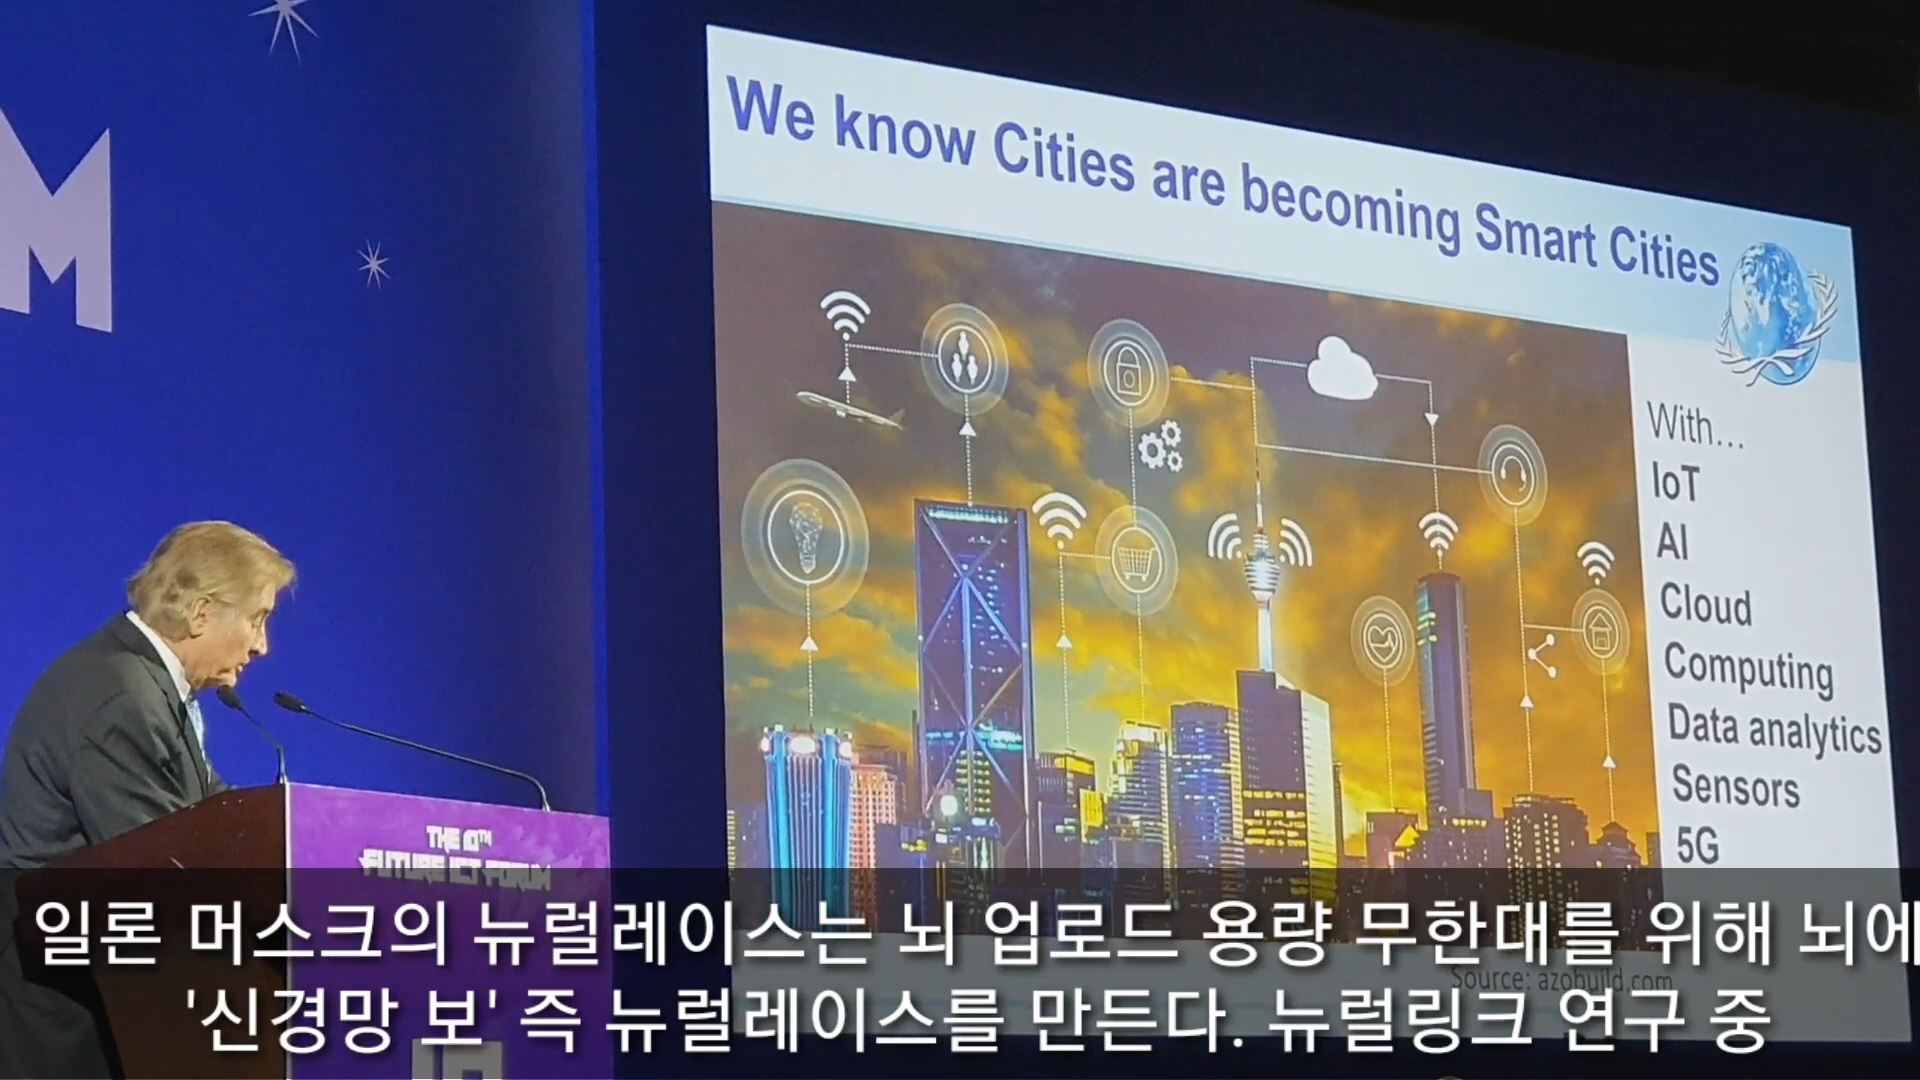 M
We know Cities are becoming Smart Cities
With...
IoT
AI
Cloud
Computing
Data analytics
Sensors
5G
THE 10TH
FUTURE ICT FORUM
Source: azobuild.com
일론 머스크의 뉴럴레이스는 뇌 업로드 용량 무한대를 위해 뇌에
'신경망 보' 즉 뉴럴레이스를 만든다. 뉴럴링크 연구 중